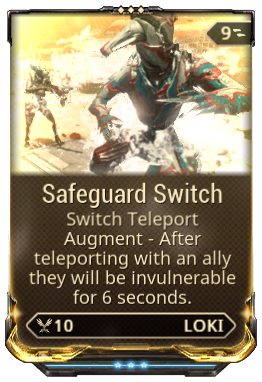 9
Safeguard Switch
Switch Teleport
Augment - After
teleporting with an ally
they will be invulnerable
for 6 seconds.
10 LOKI